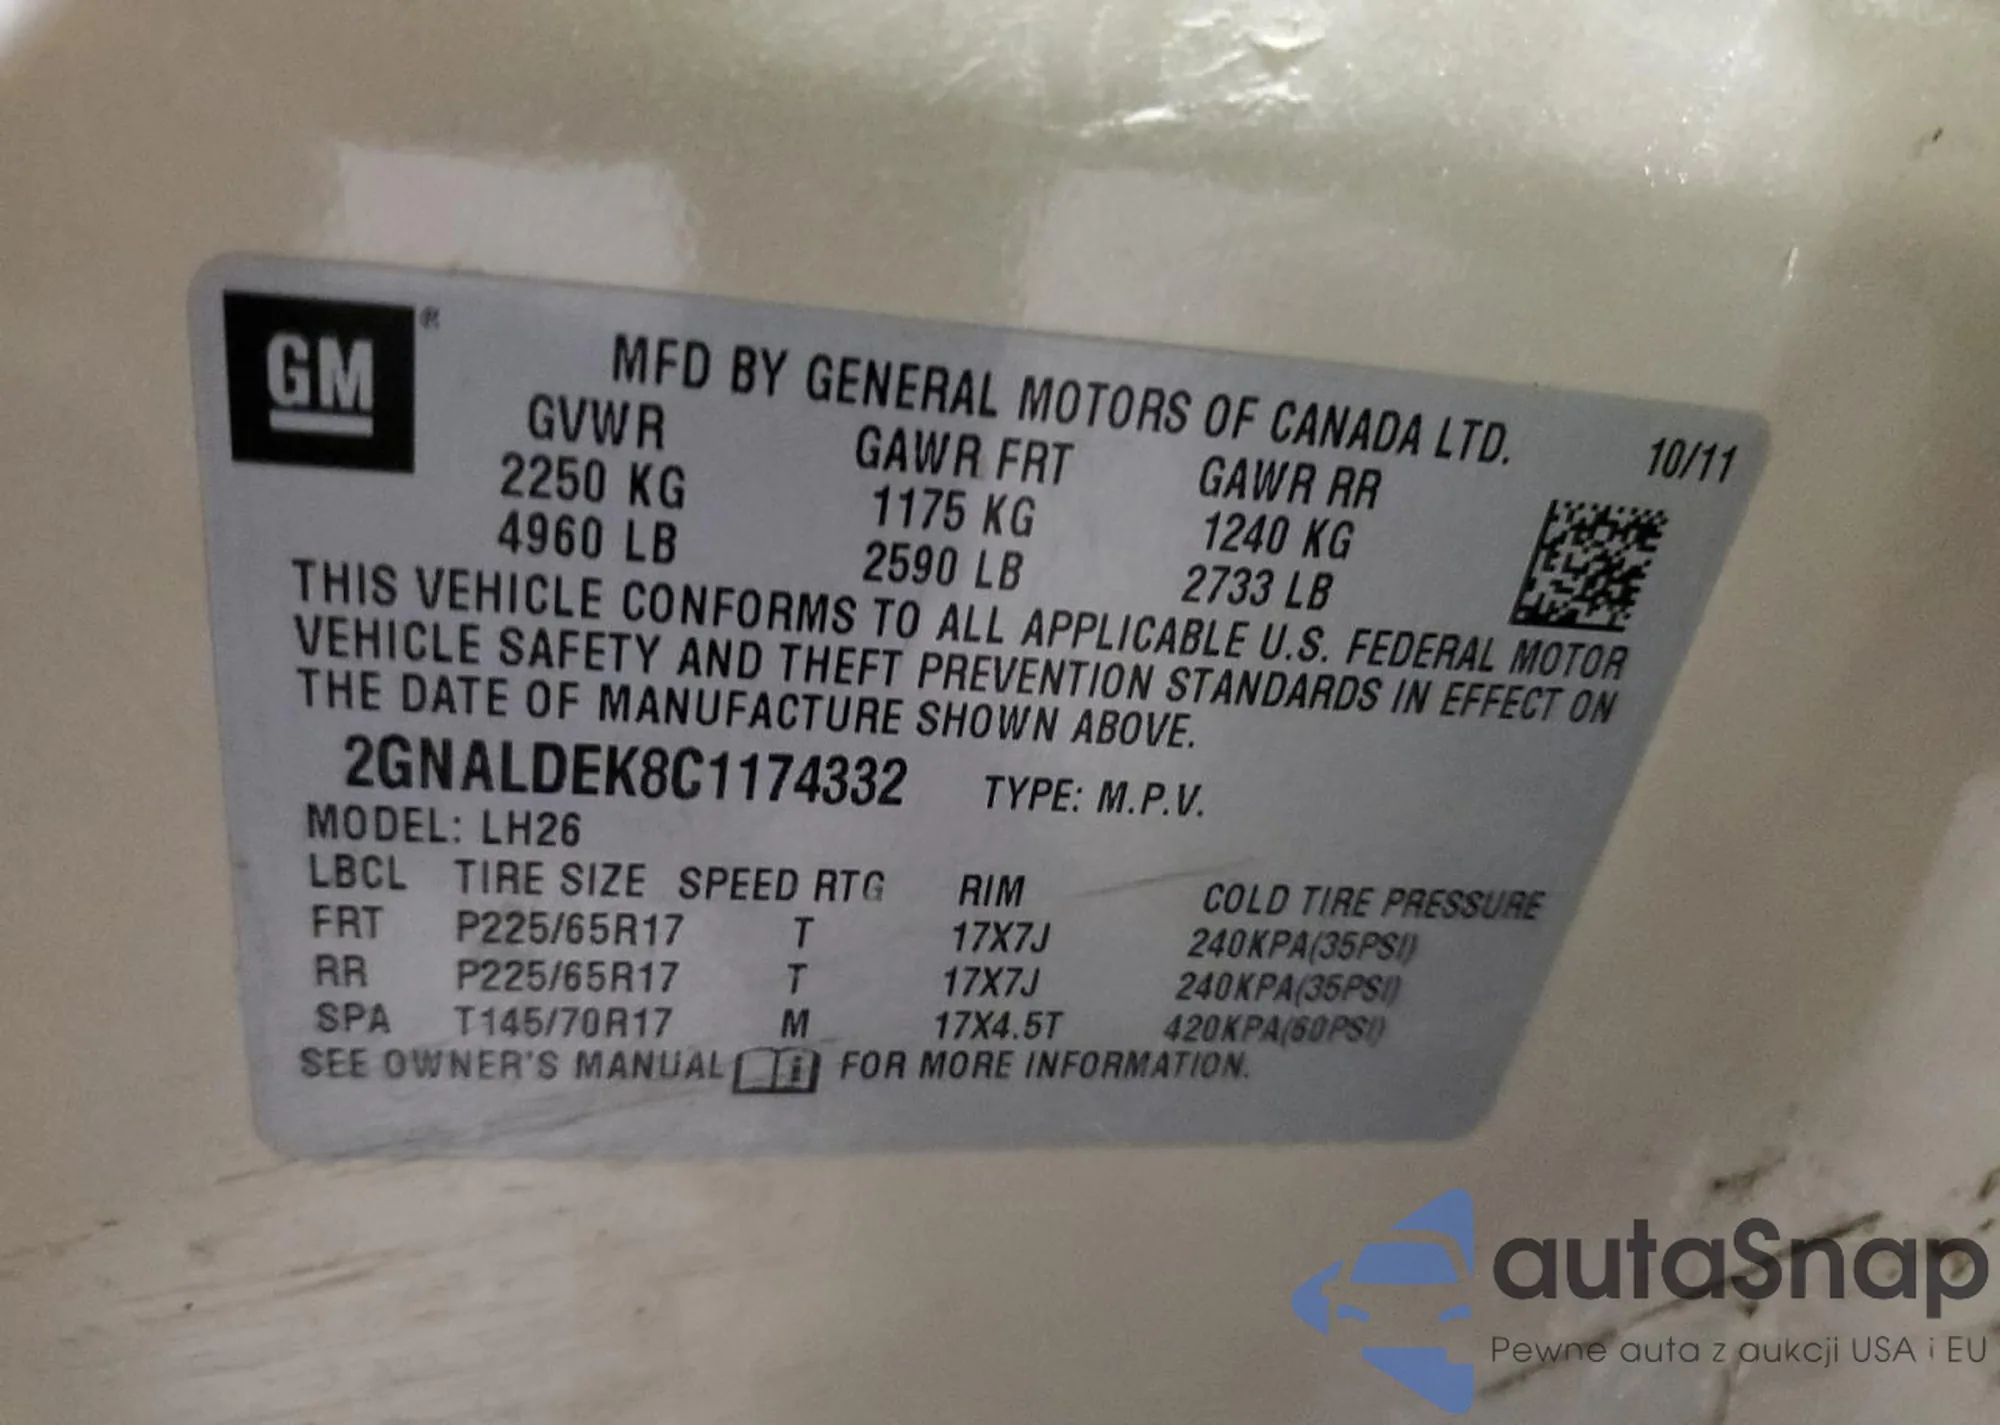 GM ®
MFD BY GENERAL MOTORS OF CANADA LTD. 10/11
GVWR GAWR FRT GAWR RR
2250 KG 1175 KG 1240 KG
4960 LB 2590 LB 2733 LB
THIS VEHICLE CONFORMS TO ALL APPLICABLE U.S. FEDERAL MOTOR
VEHICLE SAFETY AND THEFT PREVENTION STANDARDS IN EFFECT ON
THE DATE OF MANUFACTURE SHOWN ABOVE.
2GNALDEK8C1174332 TYPE: M.P.V.
MODEL: LH26
LBCL TIRE SIZE SPEED RTG RIM COLD TIRE PRESSURE
FRT P225/65R17 T 17X7J 240KPA(35PSI)
RR P225/65R17 T 17X7J 240KPA(35PSI)
SPA T145/70R17 M 17X4.5T 420KPA(60PSI)
SEE OWNER'S MANUAL FOR MORE INFORMATION.
autaSnap
Pewne auta z aukcji USA i EU